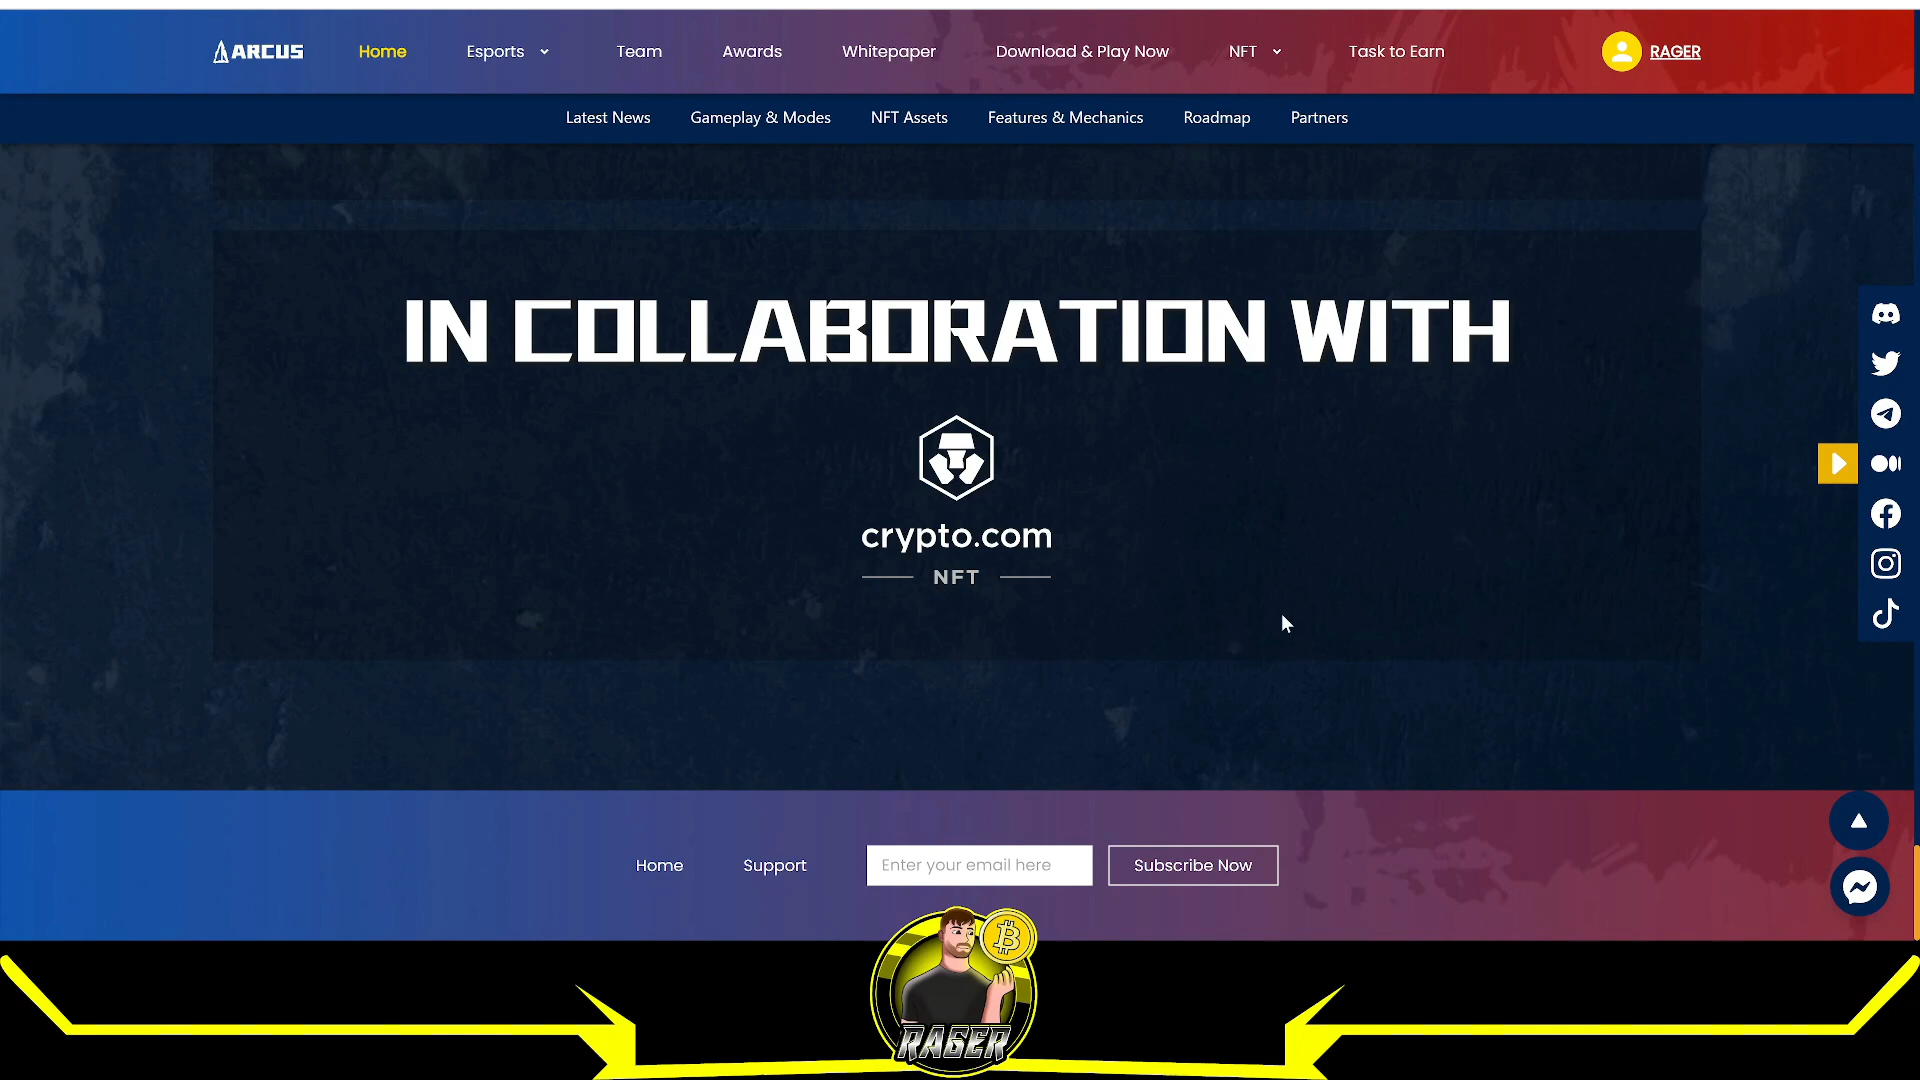 ARCUS Home Esports Team Awards Whitepaper Download & Play Now NFT Task to Earn RAGER
Latest News Gameplay & Modes NFT Assets Features & Mechanics Roadmap Partners
IN COLLABORATION WITH
crypto.com
NFT
Home Support Enter your email here Subscribe Now
RAGER